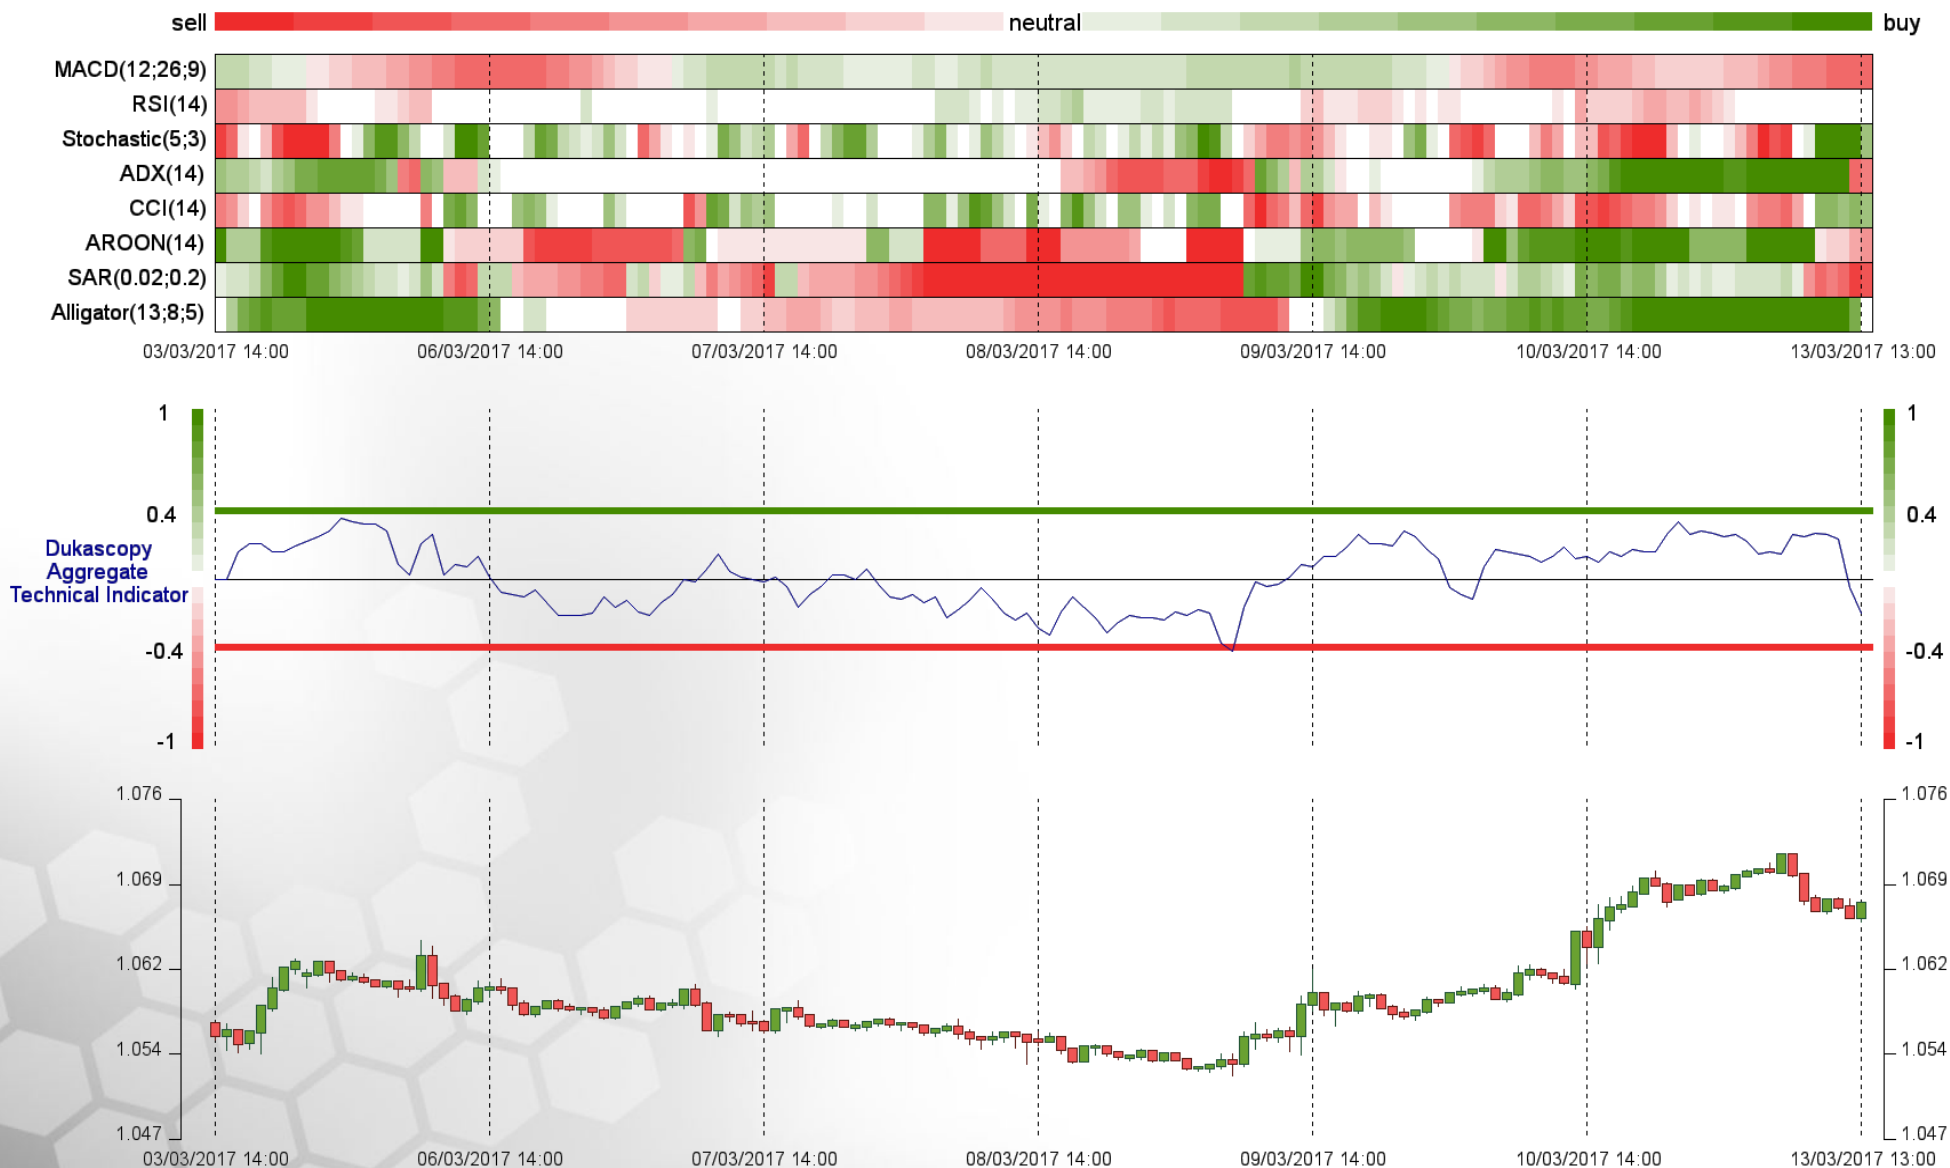 sell neutral buy
MACD(12;26;9)
RSI(14)
Stochastic(5;3)
ADX(14)
CCI(14)
AROON(14)
SAR(0.02;0.2)
Alligator(13;8;5)
03/03/2017 14:00 06/03/2017 14:00 07/03/2017 14:00 08/03/2017 14:00 09/03/2017 14:00 10/03/2017 14:00 13/03/2017 13:00
1 1
0.4 0.4
Dukascopy
Aggregate
Technical Indicator
-0.4 -0.4
-1 -1
1.076 1.076
1.069 1.069
1.062 1.062
1.054 1.054
1.047 1.047
03/03/2017 14:00 06/03/2017 14:00 07/03/2017 14:00 08/03/2017 14:00 09/03/2017 14:00 10/03/2017 14:00 13/03/2017 13:00